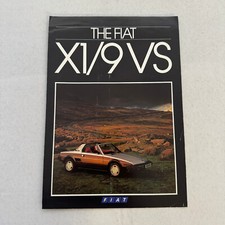 THE FIAT
X1/9 VS
FIAT